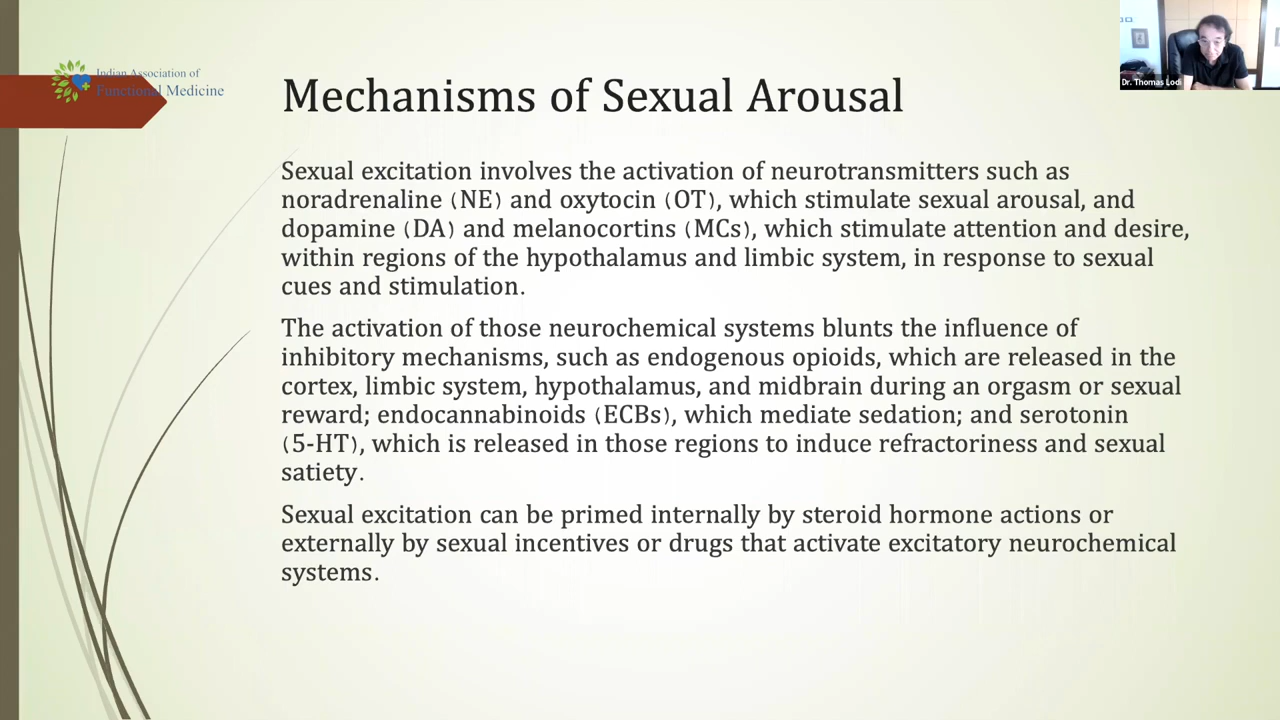 Indian Association of
Functional Medicine
Mechanisms of Sexual Arousal
Dr. Thomas Lodi
Sexual excitation involves the activation of neurotransmitters such as
noradrenaline (NE) and oxytocin (OT), which stimulate sexual arousal, and
dopamine (DA) and melanocortins (MCs), which stimulate attention and desire,
within regions of the hypothalamus and limbic system, in response to sexual
cues and stimulation.
The activation of those neurochemical systems blunts the influence of
inhibitory mechanisms, such as endogenous opioids, which are released in the
cortex, limbic system, hypothalamus, and midbrain during an orgasm or sexual
reward; endocannabinoids (ECBs), which mediate sedation; and serotonin
(5-HT), which is released in those regions to induce refractoriness and sexual
satiety.
Sexual excitation can be primed internally by steroid hormone actions or
externally by sexual incentives or drugs that activate excitatory neurochemical
systems.